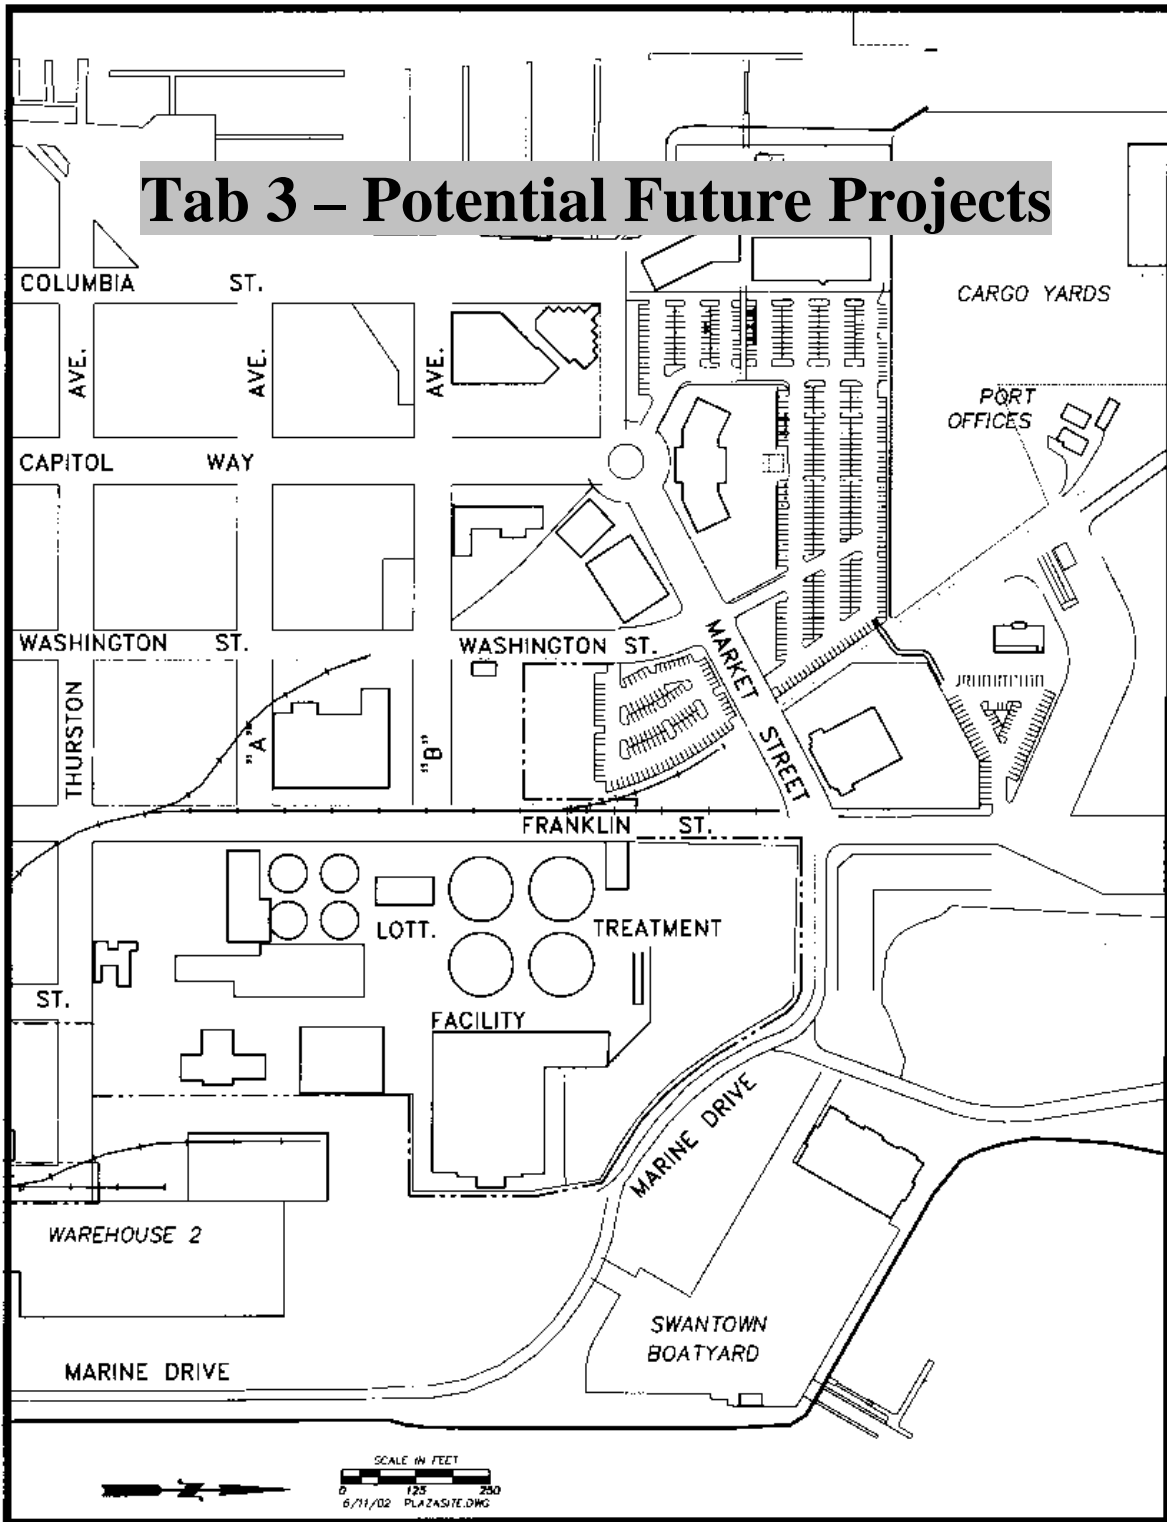 Tab 3 – Potential Future Projects
COLUMBIA ST.
CARGO YARDS
AVE.
AVE.
AVE.
PORT
OFFICES
CAPITOL WAY
WASHINGTON ST.
WASHINGTON ST.
MARKET STREET
THURSTON
"A"
"B"
FRANKLIN ST.
LOTT.
TREATMENT
ST.
FACILITY
MARINE DRIVE
WAREHOUSE 2
SWANTOWN
BOATYARD
MARINE DRIVE
SCALE IN FEET
0 125 250
6/11/02 PLAZASITE.DWG